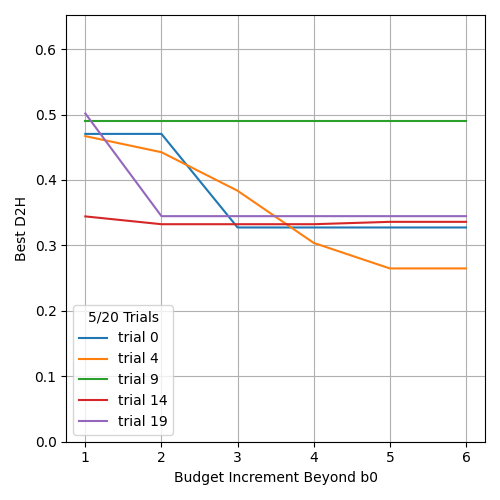 0.6
0.5
0.4
0.3
0.2
0.1
0.0
Best D2H
5/20 Trials
trial 0
trial 4
trial 9
trial 14
trial 19
1 2 3 4 5 6
Budget Increment Beyond b0